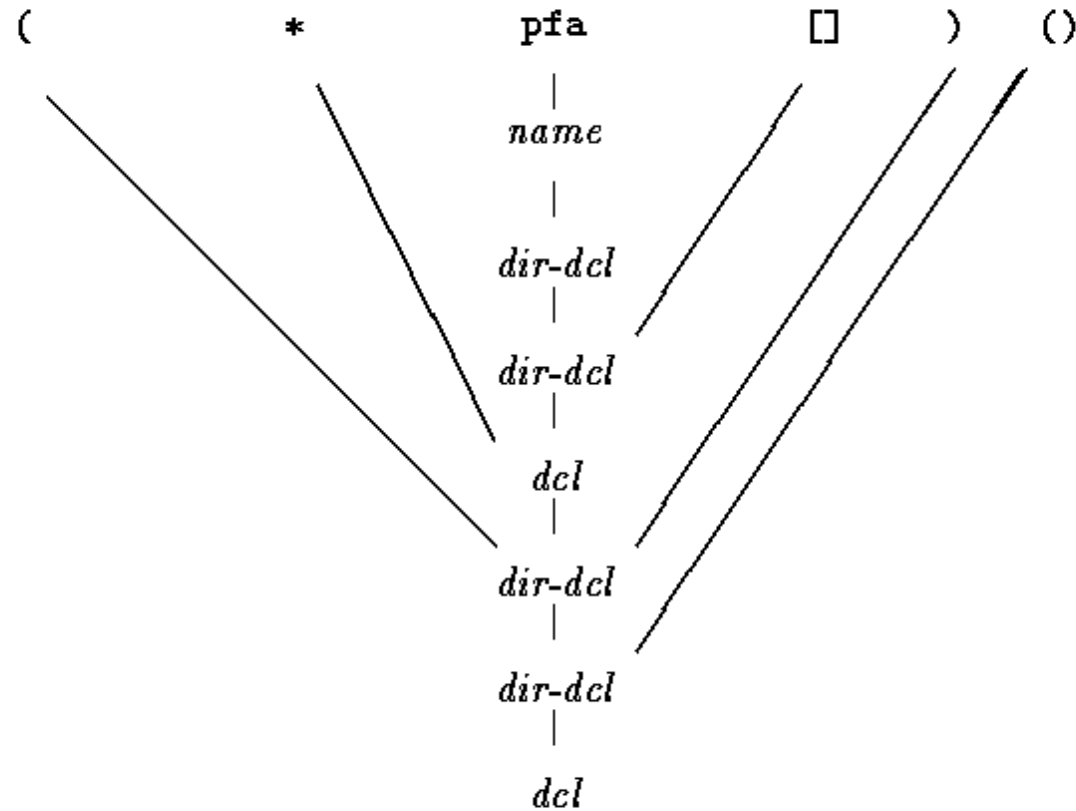 ( * pfa [] ) ()
name
dir-dcl
dir-dcl
dcl
dir-dcl
dir-dcl
dcl